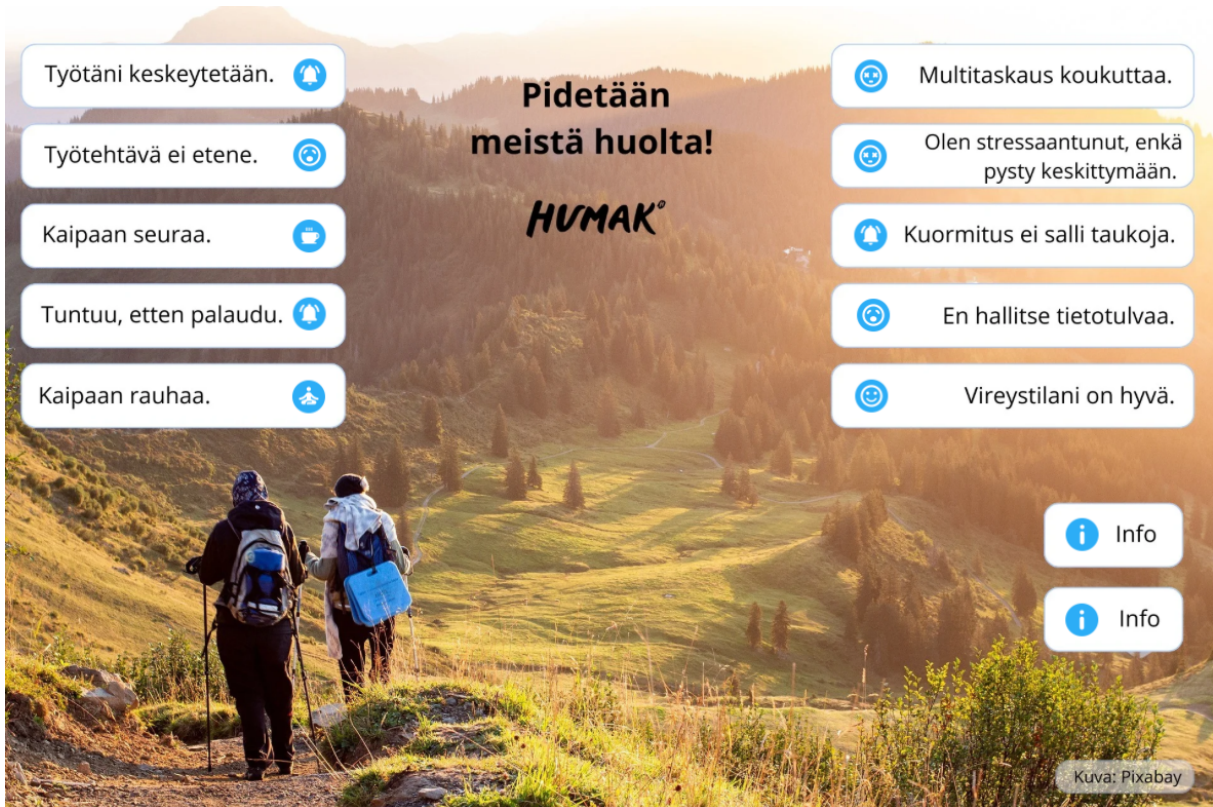 Työtäni keskeytetään.
Työtehtävä ei etene.
Kaipaan seuraa.
Tuntuu, etten palaudu.
Kaipaan rauhaa.
Pidetään
meistä huolta!
HUMAK
Multitaskaus koukuttaa.
Olen stressaantunut, enkä
pysty keskittymään.
Kuormitus ei salli taukoja.
En hallitse tietotulvaa.
Vireystilani on hyvä.
Info
Info
Kuva: Pixabay